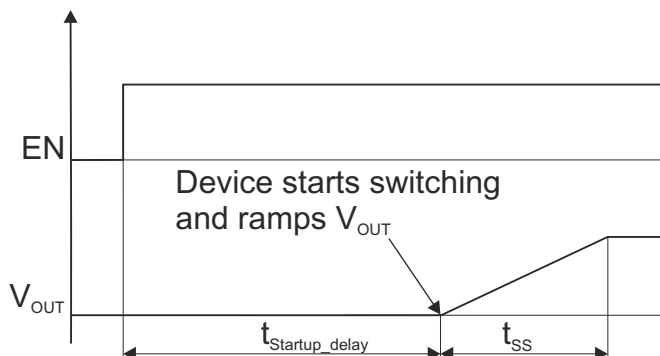 EN
Device starts switching
and ramps VOUT
VOUT
tStartup_delay
tSS